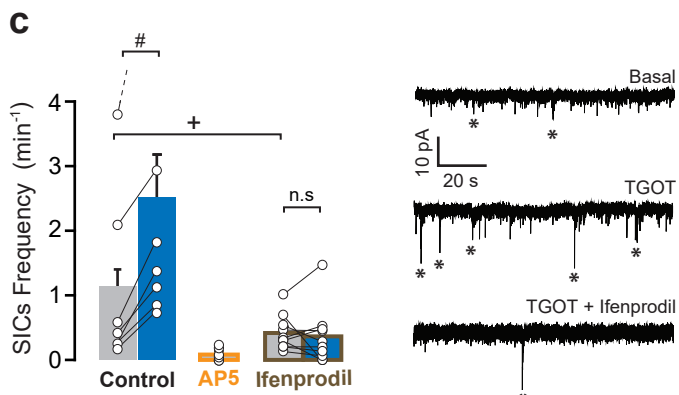 c
#
SICs Frequency (min-1)
4
3
2
1
0
+
n.s
Control
AP5
Ifenprodil
Basal
*
*
10 pA
20 s
TGOT
*
*
*
*
*
TGOT + Ifenprodil
*